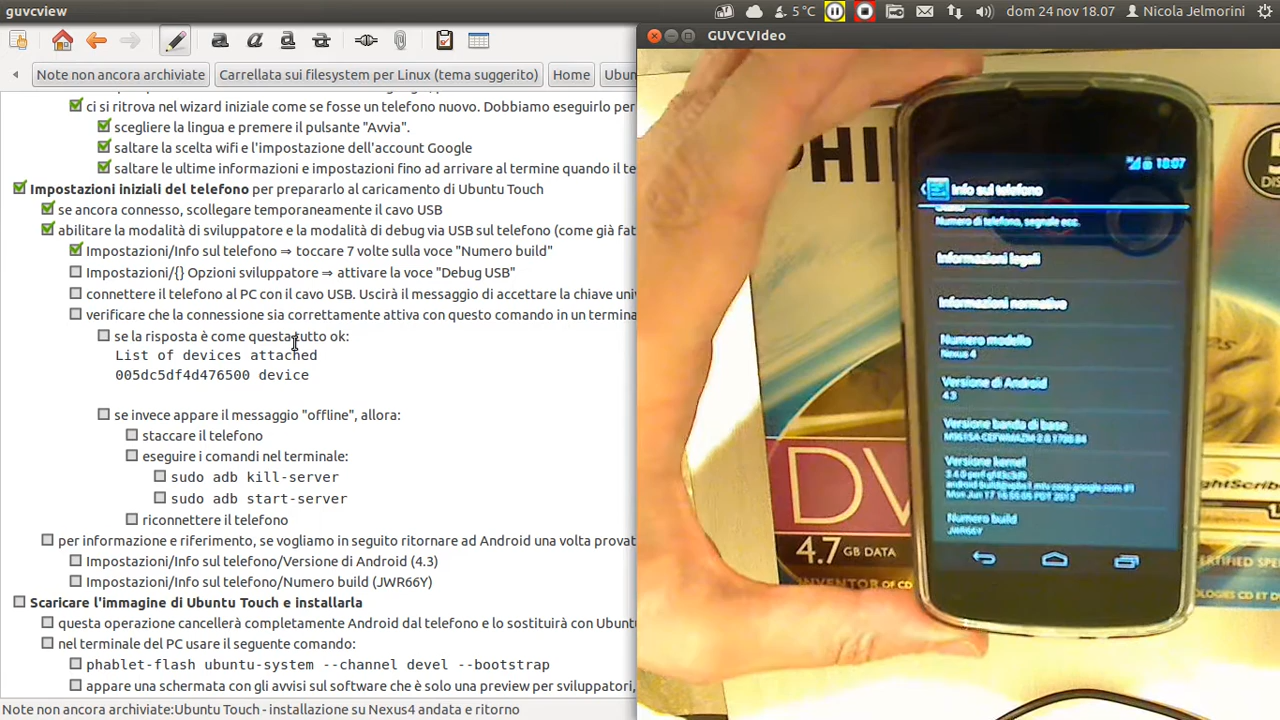 guvcview
5 °C
dom 24 nov 18.07
Nicola Jelmorini
GUVCVIdeo
Note non ancora archiviate
Carrellata sui filesystem per Linux (tema suggerito)
Home
Ubun
ci si ritrova nel wizard iniziale come se fosse un telefono nuovo. Dobbiamo eseguirlo per
scegliere la lingua e premere il pulsante "Avvia".
saltare la scelta wifi e l'impostazione dell'account Google
saltare le ultime informazioni e impostazioni fino ad arrivare al termine quando il te
Impostazioni iniziali del telefono per prepararlo al caricamento di Ubuntu Touch
se ancora connesso, scollegare temporaneamente il cavo USB
abilitare la modalità di sviluppatore e la modalità di debug via USB sul telefono (come già fat
Impostazioni/Info sul telefono ⇒ toccare 7 volte sulla voce "Numero build"
Impostazioni/{} Opzioni sviluppatore ⇒ attivare la voce "Debug USB"
connettere il telefono al PC con il cavo USB. Uscirà il messaggio di accettare la chiave univ
verificare che la connessione sia correttamente attiva con questo comando in un termina
se la risposta è come questa tutto ok:
List of devices attached
005dc5df4d476500 device
se invece appare il messaggio "offline", allora:
staccare il telefono
eseguire i comandi nel terminale:
sudo adb kill-server
sudo adb start-server
riconnettere il telefono
per informazione e riferimento, se vogliamo in seguito ritornare ad Android una volta provat
Impostazioni/Info sul telefono/Versione di Android (4.3)
Impostazioni/Info sul telefono/Numero build (JWR66Y)
Scaricare l'immagine di Ubuntu Touch e installarla
questa operazione cancellerà completamente Android dal telefono e lo sostituirà con Ubuntu
nel terminale del PC usare il seguente comando:
phablet-flash ubuntu-system --channel devel --bootstrap
appare una schermata con gli avvisi sul software che è solo una preview per sviluppatori,
Note non ancora archiviate:Ubuntu Touch - installazione su Nexus4 andata e ritorno
PHI
18:07
Info sul telefono
Numero di telefono, segnale ecc.
Informazioni legali
Informazioni normative
Numero modello
Nexus 4
Versione di Android
4.3
Versione banda di base
Versione kernel
Numero build
JWR66Y
DV
4.7 GB DATA
INVENTOR OF CD
DIS